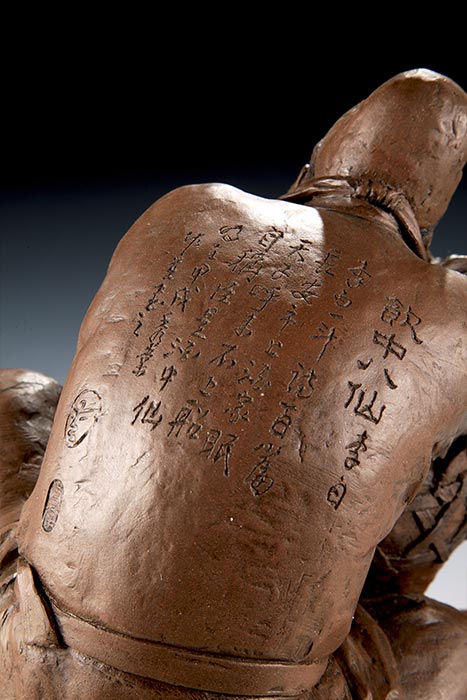 飲中八仙李白
李白一斗詩百篇
長安市上酒家眠
天子呼來不上船
自稱臣是酒中仙